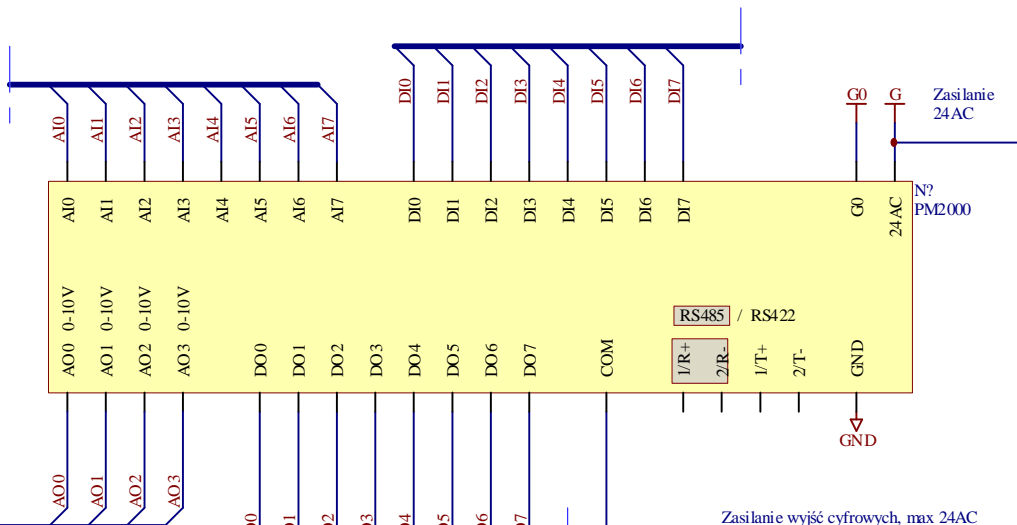 DI0 DI1 DI2 DI3 DI4 DI5 DI6 DI7
G0 G Zasilanie
24AC
AI0 AI1 AI2 AI3 AI4 AI5 AI6 AI7
N?
PM2000
AI0 AI1 AI2 AI3 AI4 AI5 AI6 AI7 DI0 DI1 DI2 DI3 DI4 DI5 DI6 DI7 G0 24AC
RS485 / RS422
AO0 0-10V
AO1 0-10V
AO2 0-10V
AO3 0-10V
DO0 DO1 DO2 DO3 DO4 DO5 DO6 DO7 COM 1/R+ 2/R- 1/T+ 2/T- GND
GND
AO0 AO1 AO2 AO3
Zasilanie wyjść cyfrowych, max 24AC